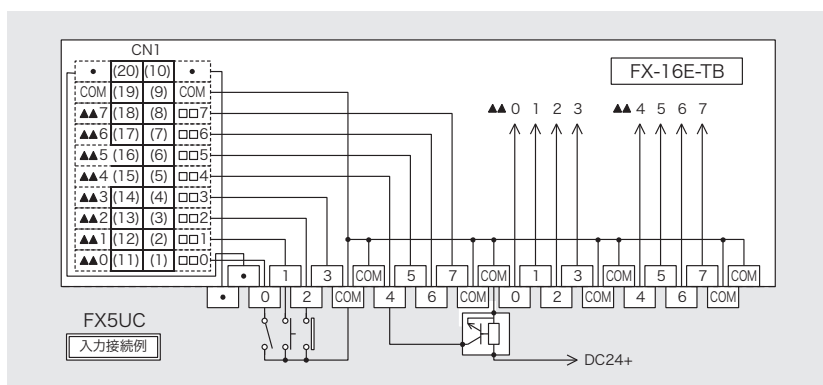 CN1
• (20) (10) •
COM (19) (9) COM
▲▲7 (18) (8) □□7
▲▲6 (17) (7) □□6
▲▲5 (16) (6) □□5
▲▲4 (15) (5) □□4
▲▲3 (14) (4) □□3
▲▲2 (13) (3) □□2
▲▲1 (12) (2) □□1
▲▲0 (11) (1) □□0
FX-16E-TB
▲▲ 0 1 2 3 ▲▲ 4 5 6 7
• 1 3 COM 5 7 COM 1 3 COM 5 7 COM
• 0 2 COM 4 6 COM 0 2 COM 4 6 COM
FX5UC
入力接続例
DC24+